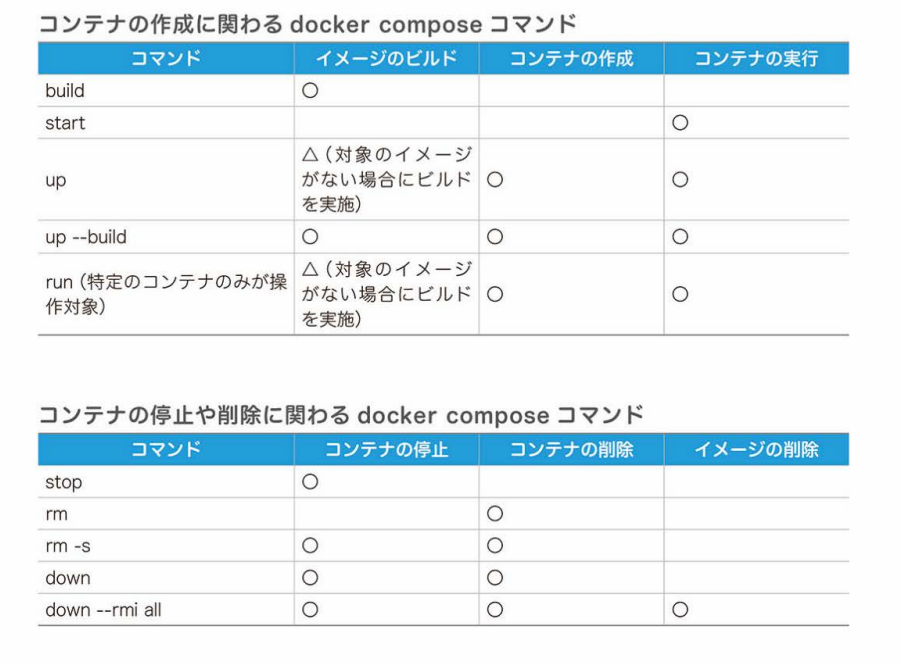 コンテナの作成に関わる docker compose コマンド
コマンド イメージのビルド コンテナの作成 コンテナの実行
build ○
start ○
up △（対象のイメージがない場合にビルドを実施） ○ ○
up --build ○ ○ ○
run（特定のコンテナのみが操作対象） △（対象のイメージがない場合にビルドを実施） ○ ○
コンテナの停止や削除に関わる docker compose コマンド
コマンド コンテナの停止 コンテナの削除 イメージの削除
stop ○
rm ○
rm -s ○ ○
down ○ ○
down --rmi all ○ ○ ○